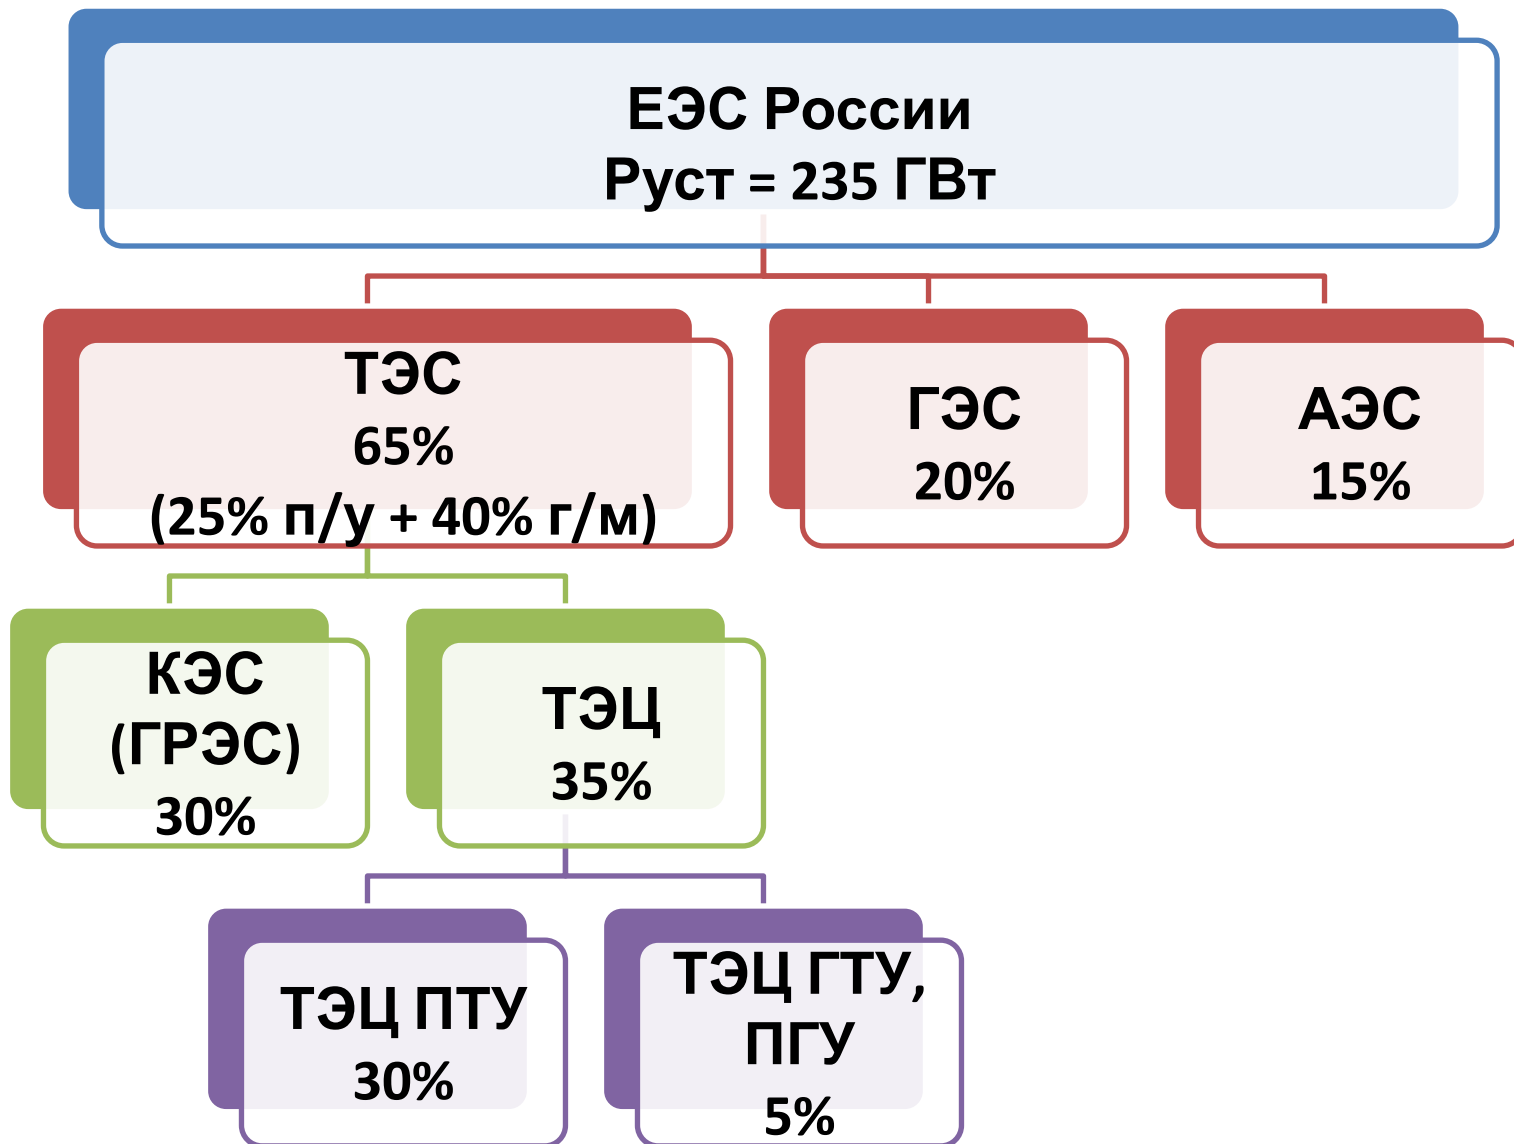 ЕЭС России
Руст = 235 ГВт
ТЭС
65%
(25% п/у + 40% г/м)
ГЭС
20%
АЭС
15%
КЭС
(ГРЭС)
30%
ТЭЦ
35%
ТЭЦ ПТУ
30%
ТЭЦ ГТУ,
ПГУ
5%